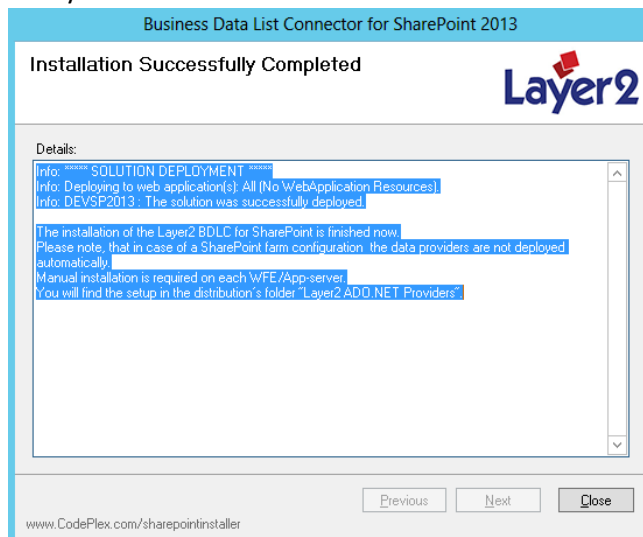 Business Data List Connector for SharePoint 2013
Installation Successfully Completed
Layer2
Details:
Info: ***** SOLUTION DEPLOYMENT *****
Info: Deploying to web application(s): All (No WebApplication Resources).
Info: DEVSP2013 : The solution was successfully deployed.
The installation of the Layer2 BDLC for SharePoint is finished now.
Please note, that in case of a SharePoint farm configuration  the data providers are not deployed
automatically.
Manual installation is required on each WFE/App-server.
You will find the setup in the distribution´s folder "Layer2 ADO.NET Providers".
Previous
Next
Close
www.CodePlex.com/sharepointinstaller